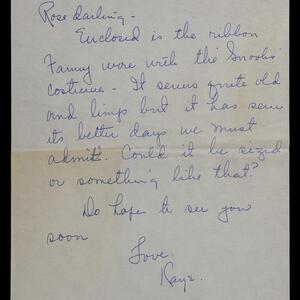 Rose darling -
Enclosed is the ribbon
Fanny wore with the 'Snooks'
costume - It seems quite old
and limp but it has seen
its better days we must
admit. Could it be sized
or something like that?
Do hope to see you
soon
Love.
Kaye.